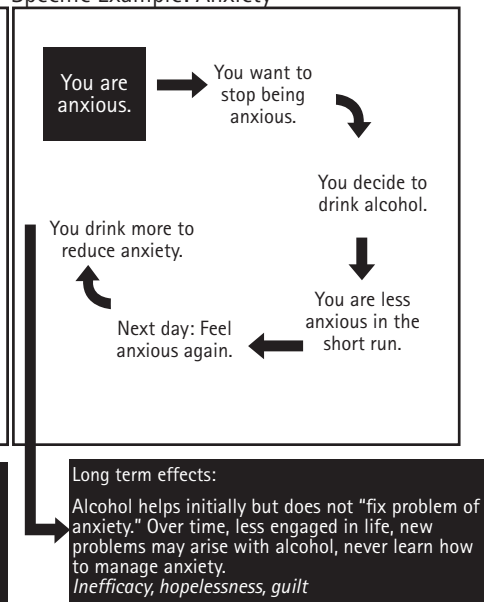 Specific Example: Anxiety
You are
anxious.
You want to
stop being
anxious.
You decide to
drink alcohol.
You are less
anxious in the
short run.
Next day: Feel
anxious again.
You drink more to
reduce anxiety.
Long term effects:
Alcohol helps initially but does not “fix problem of
anxiety.” Over time, less engaged in life, new
problems may arise with alcohol, never learn how
to manage anxiety.
Inefficacy, hopelessness, guilt